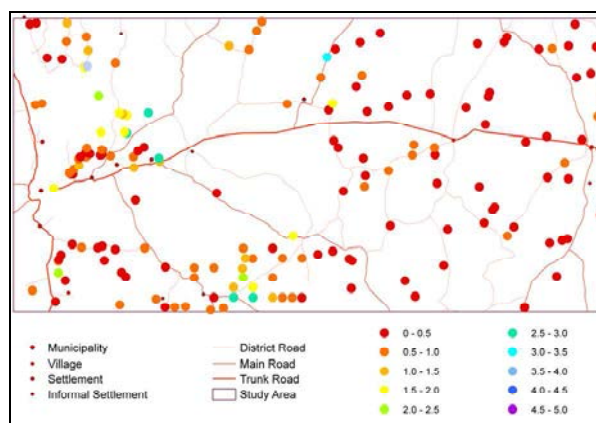 Municipality
Village
Settlement
Informal Settlement
District Road
Main Road
Trunk Road
Study Area
0 - 0.5
0.5 - 1.0
1.0 - 1.5
1.5 - 2.0
2.0 - 2.5
2.5 - 3.0
3.0 - 3.5
3.5 - 4.0
4.0 - 4.5
4.5 - 5.0